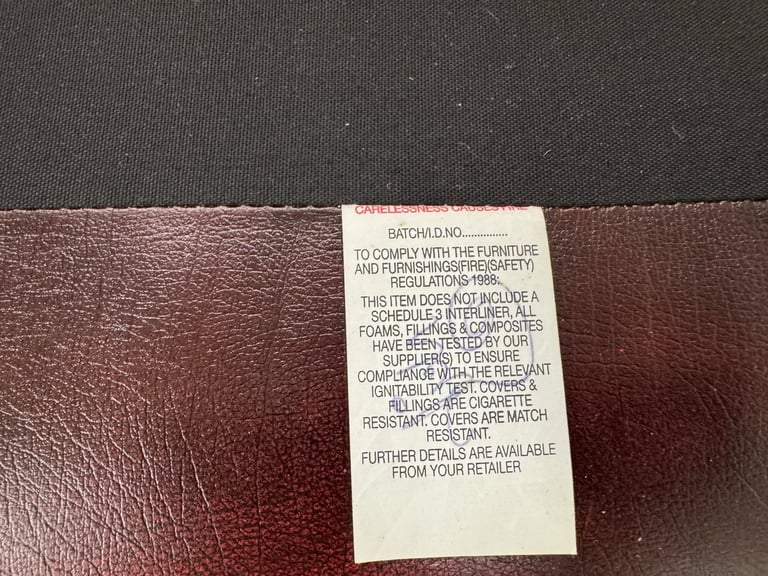 CARELESSNESS CAUSES FIRE
BATCH/I.D.NO...............
TO COMPLY WITH THE FURNITURE
AND FURNISHINGS(FIRE)(SAFETY)
REGULATIONS 1988:
THIS ITEM DOES NOT INCLUDE A
SCHEDULE 3 INTERLINER, ALL
FOAMS, FILLINGS & COMPOSITES
HAVE BEEN TESTED BY OUR
SUPPLIER(S) TO ENSURE
COMPLIANCE WITH THE RELEVANT
IGNITABILITY TEST. COVERS &
FILLINGS ARE CIGARETTE
RESISTANT. COVERS ARE MATCH
RESISTANT.
FURTHER DETAILS ARE AVAILABLE
FROM YOUR RETAILER